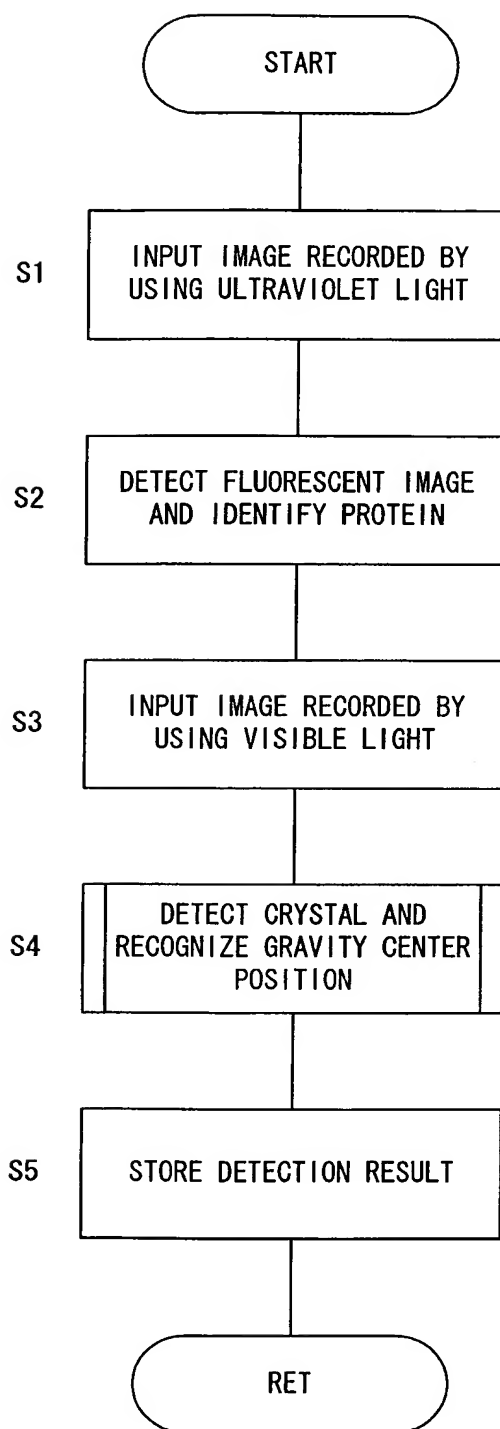 START
S1
INPUT IMAGE RECORDED BY
USING ULTRAVIOLET LIGHT
S2
DETECT FLUORESCENT IMAGE
AND IDENTIFY PROTEIN
S3
INPUT IMAGE RECORDED BY
USING VISIBLE LIGHT
S4
DETECT CRYSTAL AND
RECOGNIZE GRAVITY CENTER
POSITION
S5
STORE DETECTION RESULT
RET